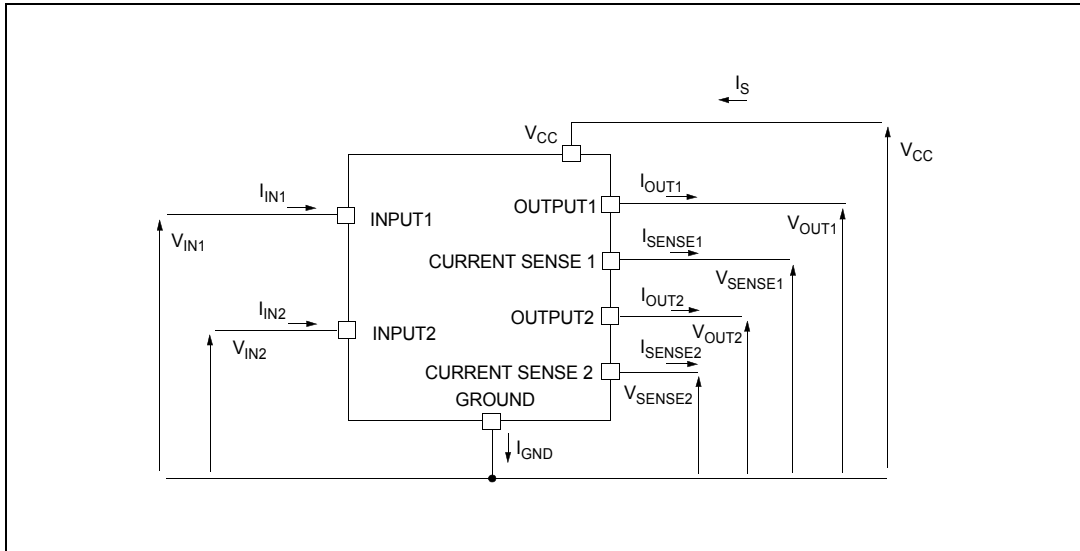 I_S
V_CC
V_CC
I_IN1
INPUT1
OUTPUT1
I_OUT1
V_IN1
V_OUT1
I_SENSE1
CURRENT SENSE 1
V_SENSE1
I_IN2
I_OUT2
OUTPUT2
INPUT2
V_OUT2
V_IN2
I_SENSE2
CURRENT SENSE 2
V_SENSE2
GROUND
I_GND